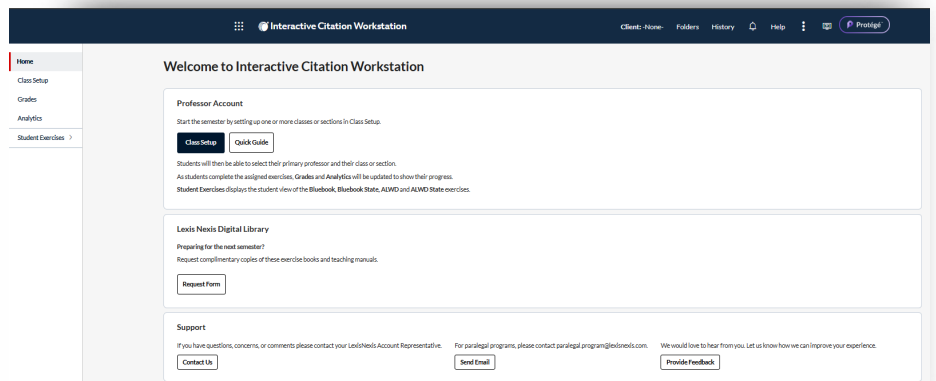 Interactive Citation Workstation
Client: -None- Folders History Help Protégé
Home
Class Setup
Grades
Analytics
Student Exercises
Welcome to Interactive Citation Workstation
Professor Account
Start the semester by setting up one or more classes or sections in Class Setup.
Class Setup Quick Guide
Students will then be able to select their primary professor and their class or section.
As students complete the assigned exercises, Grades and Analytics will be updated to show their progress.
Student Exercises displays the student view of the Bluebook, Bluebook State, ALWD and ALWD State exercises.
Lexis Nexis Digital Library
Preparing for the next semester?
Request complimentary copies of these exercise books and teaching manuals.
Request Form
Support
If you have questions, concerns, or comments please contact your LexisNexis Account Representative. For paralegal programs, please contact paralegal.program@lexisnexis.com. We would love to hear from you. Let us know how we can improve your experience.
Contact Us Send Email Provide Feedback